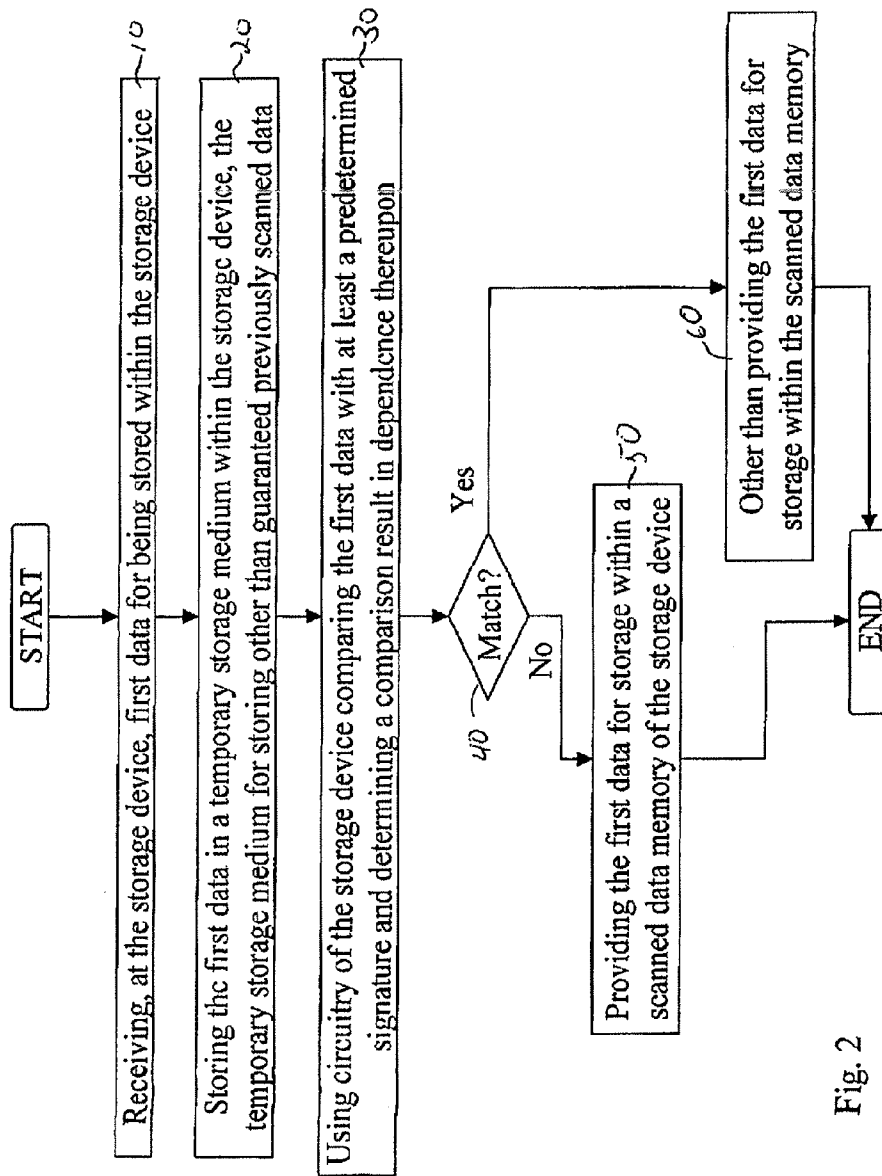 START
Receiving, at the storage device, first data for being stored within the storage device
10
Storing the first data in a temporary storage medium within the storage device, the
temporary storage medium for storing other than guaranteed previously scanned data
20
Using circuitry of the storage device comparing the first data with at least a predetermined
signature and determining a comparison result in dependence thereupon
30
Match?
40
Yes
No
Providing the first data for storage within a
scanned data memory of the storage device
50
Other than providing the first data for
storage within the scanned data memory
60
END
Fig. 2